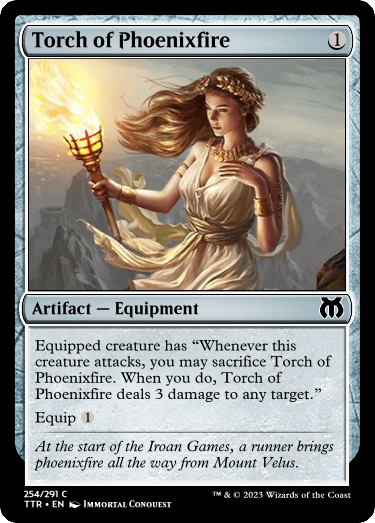 Torch of Phoenixfire 1
Artifact — Equipment
Equipped creature has “Whenever this
creature attacks, you may sacrifice Torch of
Phoenixfire. When you do, Torch of
Phoenixfire deals 3 damage to any target.”
Equip 1
At the start of the Iroan Games, a runner brings
phoenixfire all the way from Mount Velus.
254/291 C
TTR • EN Immortal Conquest ™ & © 2023 Wizards of the Coast